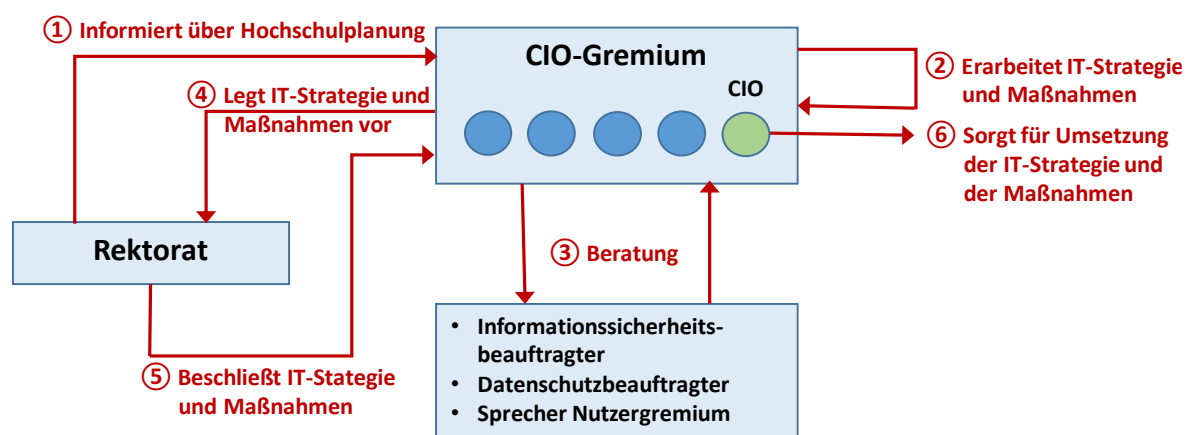 ① Informiert über Hochschulplanung
CIO-Gremium
CIO
② Erarbeitet IT-Strategie
und Maßnahmen
④ Legt IT-Strategie und
Maßnahmen vor
⑥ Sorgt für Umsetzung
der IT-Strategie und
der Maßnahmen
Rektorat
③ Beratung
• Informationssicherheits-
beauftragter
• Datenschutzbeauftragter
• Sprecher Nutzergremium
⑤ Beschließt IT-Stategie
und Maßnahmen